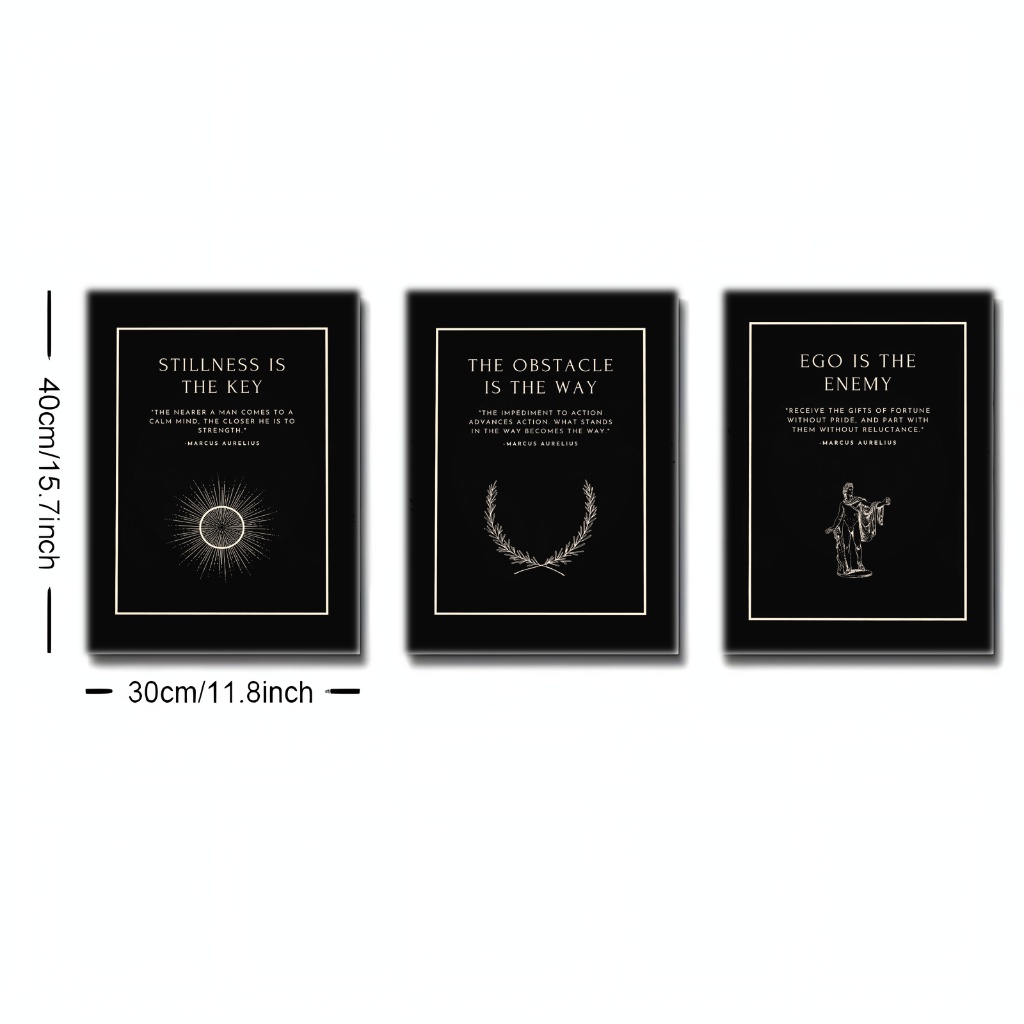 40cm/15.7inch
STILLNESS IS
THE KEY
"THE NEARER A MAN COMES TO A
CALM MIND, THE CLOSER HE IS TO
STRENGTH."
-MARCUS AURELIUS
THE OBSTACLE
IS THE WAY
"THE IMPEDIMENT TO ACTION
ADVANCES ACTION. WHAT STANDS
IN THE WAY BECOMES THE WAY."
-MARCUS AURELIUS
EGO IS THE
ENEMY
"RECEIVE THE GIFTS OF FORTUNE
WITHOUT PRIDE, AND PART WITH
THEM WITHOUT RELUCTANCE."
-MARCUS AURELIUS
30cm/11.8inch